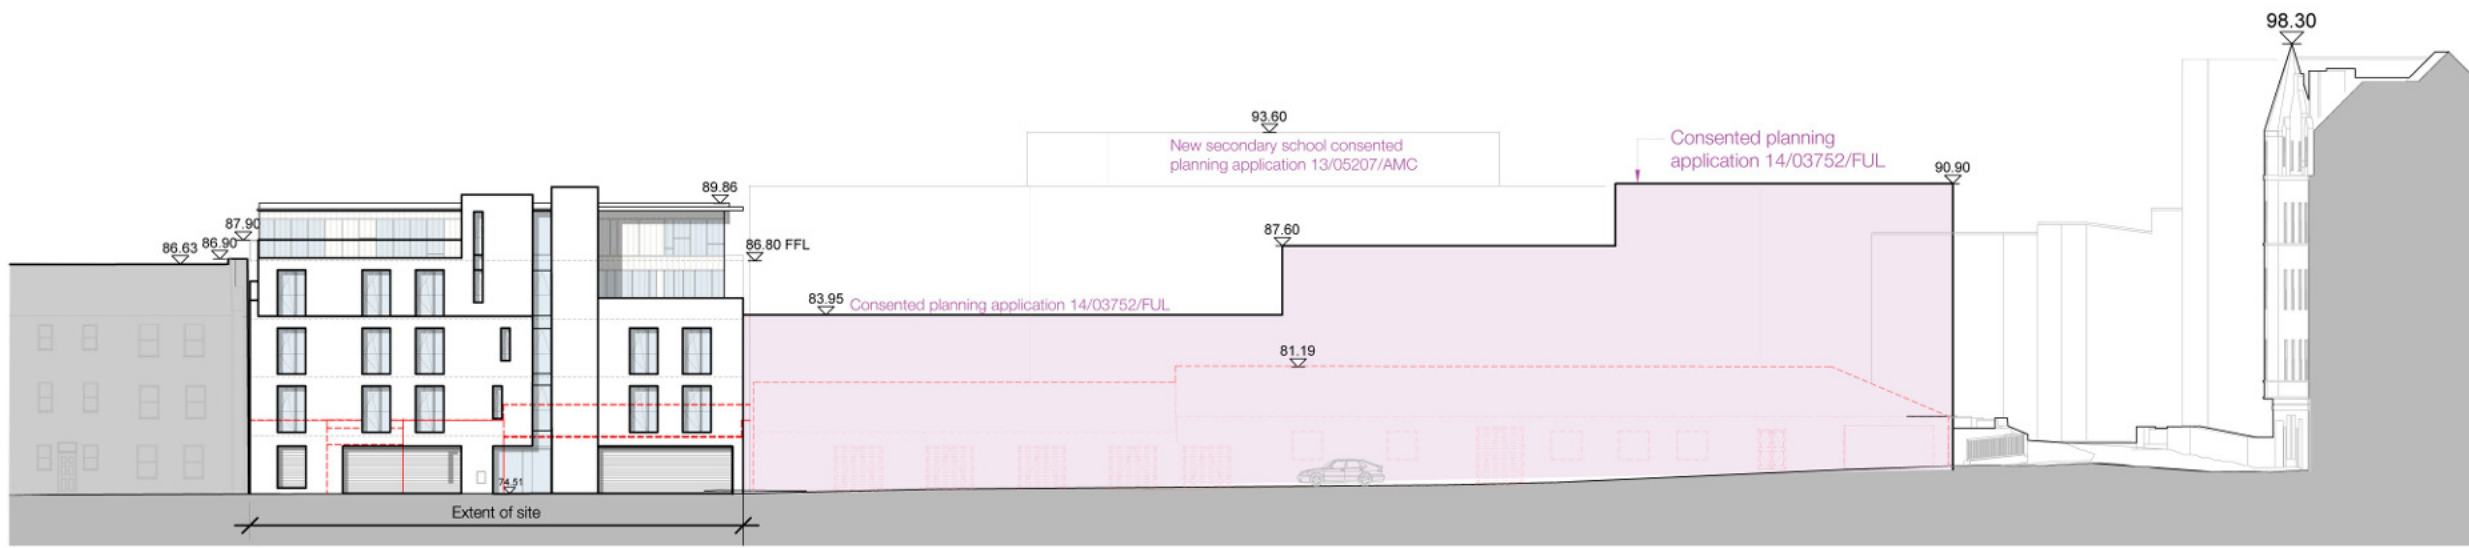 98.30
93.60
New secondary school consented
planning application 13/05207/AMC
Consented planning
application 14/03752/FUL
90.90
89.86
87.90
86.90
86.63
86.80 FFL
87.60
83.95
Consented planning application 14/03752/FUL
81.19
74.51
Extent of site